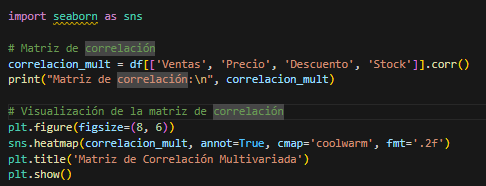 import seaborn as sns
# Matriz de correlación
correlacion_mult = df[['Ventas', 'Precio', 'Descuento', 'Stock']].corr()
print("Matriz de correlación:\n", correlacion_mult)
# Visualización de la matriz de correlación
plt.figure(figsize=(8, 6))
sns.heatmap(correlacion_mult, annot=True, cmap='coolwarm', fmt='.2f')
plt.title('Matriz de Correlación Multivariada')
plt.show()